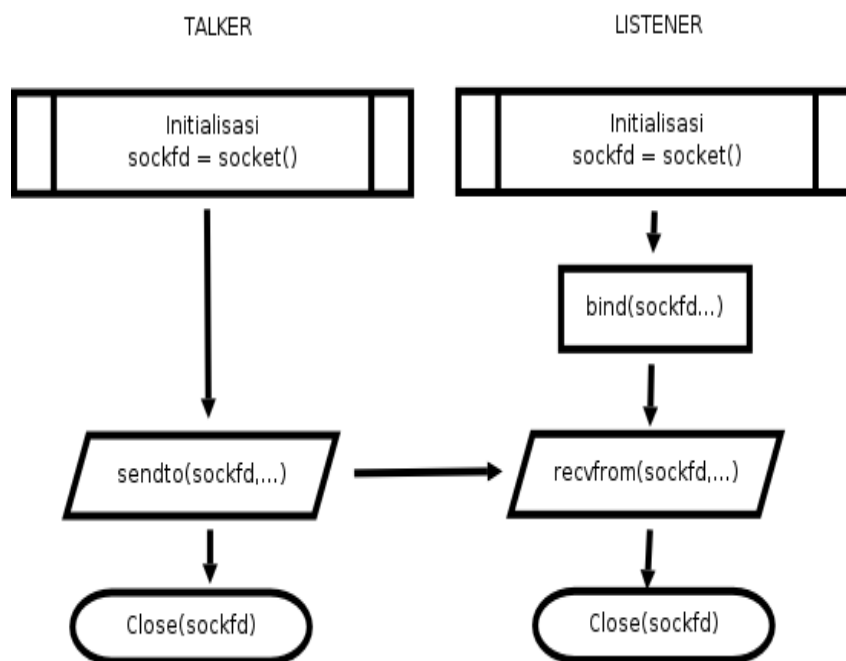 TALKER
LISTENER
Initialisasi
sockfd = socket()
Initialisasi
sockfd = socket()
bind(sockfd...)
sendto(sockfd,...)
recvfrom(sockfd,...)
Close(sockfd)
Close(sockfd)